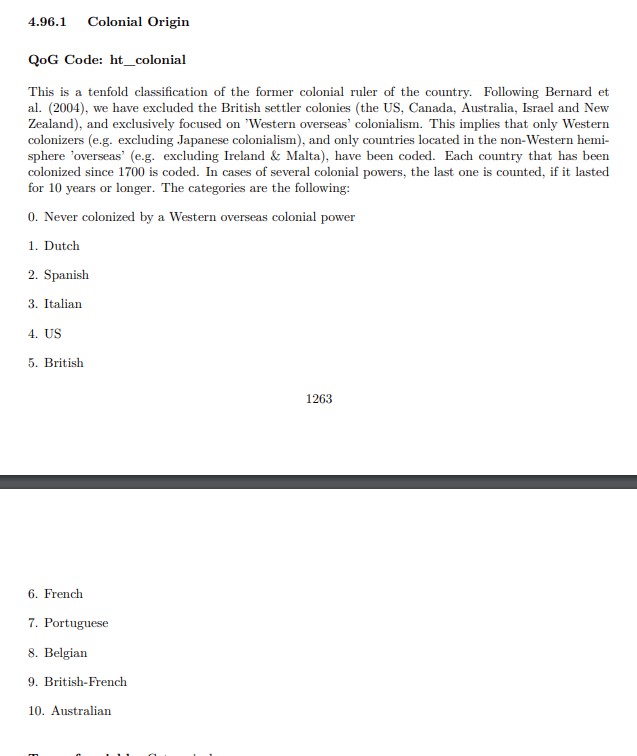 4.96.1 Colonial Origin
QoG Code: ht_colonial
This is a tenfold classification of the former colonial ruler of the country. Following Bernard et
al. (2004), we have excluded the British settler colonies (the US, Canada, Australia, Israel and New
Zealand), and exclusively focused on 'Western overseas' colonialism. This implies that only Western
colonizers (e.g. excluding Japanese colonialism), and only countries located in the non-Western hemi-
sphere 'overseas' (e.g. excluding Ireland & Malta), have been coded. Each country that has been
colonized since 1700 is coded. In cases of several colonial powers, the last one is counted, if it lasted
for 10 years or longer. The categories are the following:
0. Never colonized by a Western overseas colonial power
1. Dutch
2. Spanish
3. Italian
4. US
5. British
1263
6. French
7. Portuguese
8. Belgian
9. British-French
10. Australian